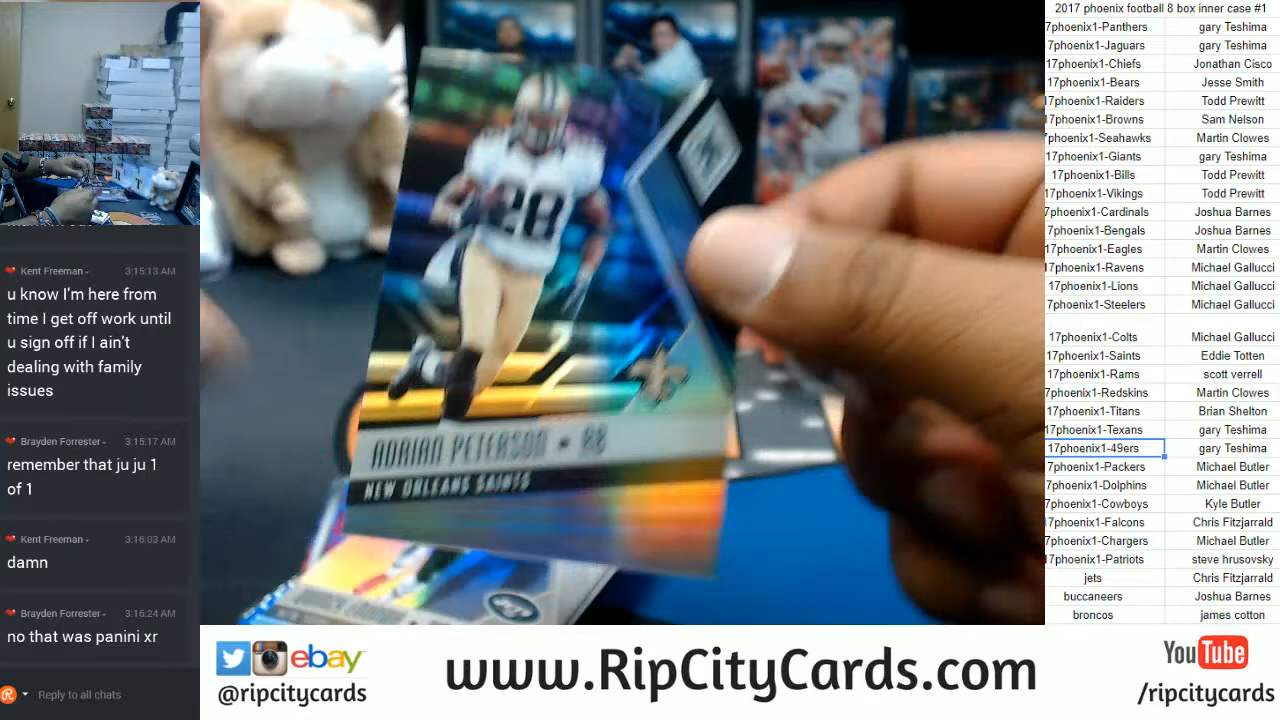 Kent Freeman 3:15:13 AM
u know I'm here from
time I get off work until
u sign off if I ain't
dealing with family
issues
Brayden Forrester 3:15:17 AM
remember that ju ju 1
of 1
Kent Freeman 3:16:03 AM
damn
Brayden Forrester 3:16:24 AM
no that was panini xr
Reply to all chats
28
ADRIAN PETERSON • RB
NEW ORLEANS SAINTS
JETS
2017 phoenix football 8 box inner case #1
7phoenix1-Panthers gary Teshima
7phoenix1-Jaguars gary Teshima
17phoenix1-Chiefs Jonathan Cisco
17phoenix1-Bears Jesse Smith
17phoenix1-Raiders Todd Prewitt
17phoenix1-Browns Sam Nelson
7phoenix1-Seahawks Martin Clowes
17phoenix1-Giants gary Teshima
17phoenix1-Bills Todd Prewitt
17phoenix1-Vikings Todd Prewitt
7phoenix1-Cardinals Joshua Barnes
7phoenix1-Bengals Joshua Barnes
17phoenix1-Eagles Martin Clowes
17phoenix1-Ravens Michael Gallucci
17phoenix1-Lions Michael Gallucci
7phoenix1-Steelers Michael Gallucci
17phoenix1-Colts Michael Gallucci
17phoenix1-Saints Eddie Totten
17phoenix1-Rams scott verrell
7phoenix1-Redskins Martin Clowes
17phoenix1-Titans Brian Shelton
17phoenix1-Texans gary Teshima
17phoenix1-49ers gary Teshima
17phoenix1-Packers Michael Butler
17phoenix1-Dolphins Michael Butler
7phoenix1-Cowboys Kyle Butler
17phoenix1-Falcons Chris Fitzjarrald
7phoenix1-Chargers Michael Butler
17phoenix1-Patriots steve hrusovsky
jets Chris Fitzjarrald
buccaneers Joshua Barnes
broncos james cotton
ebay
@ripcitycards
www.RipCityCards.com
YouTube
/ripcitycards